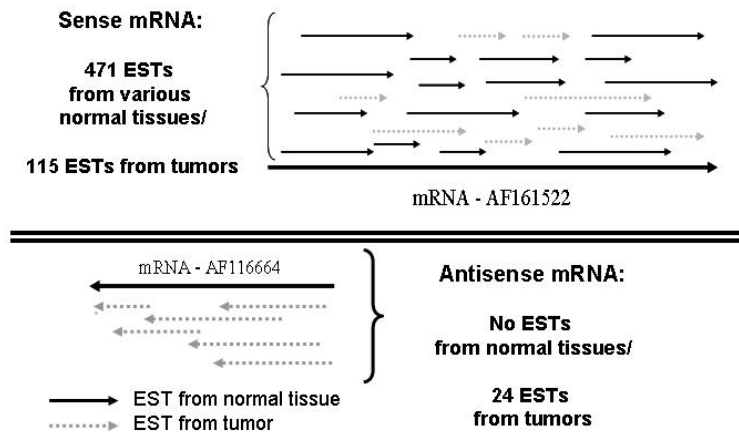 Sense mRNA:
471 ESTs
from various
normal tissues/
115 ESTs from tumors
mRNA - AF161522
mRNA - AF116664
Antisense mRNA:
No ESTs
from normal tissues/
24 ESTs
from tumors
EST from normal tissue
EST from tumor